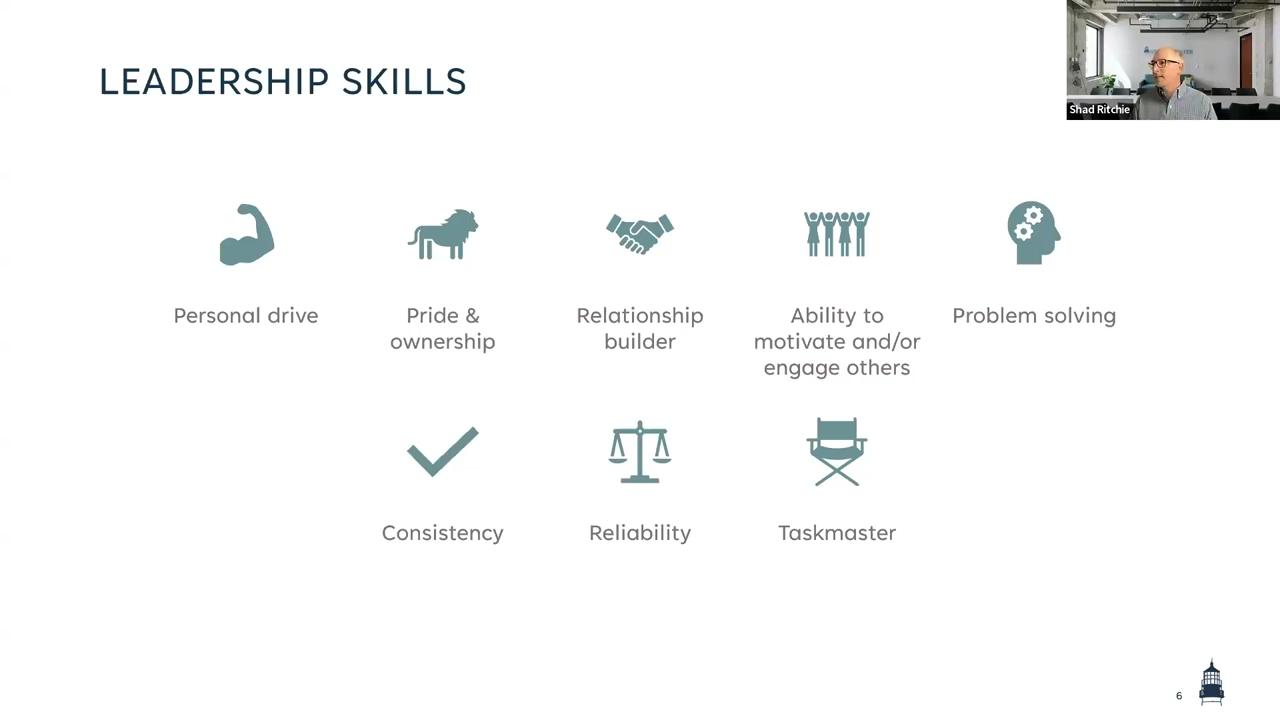 LEADERSHIP SKILLS
Shad Ritchie
Personal drive
Pride &
ownership
Relationship
builder
Ability to
motivate and/or
engage others
Problem solving
Consistency
Reliability
Taskmaster
6